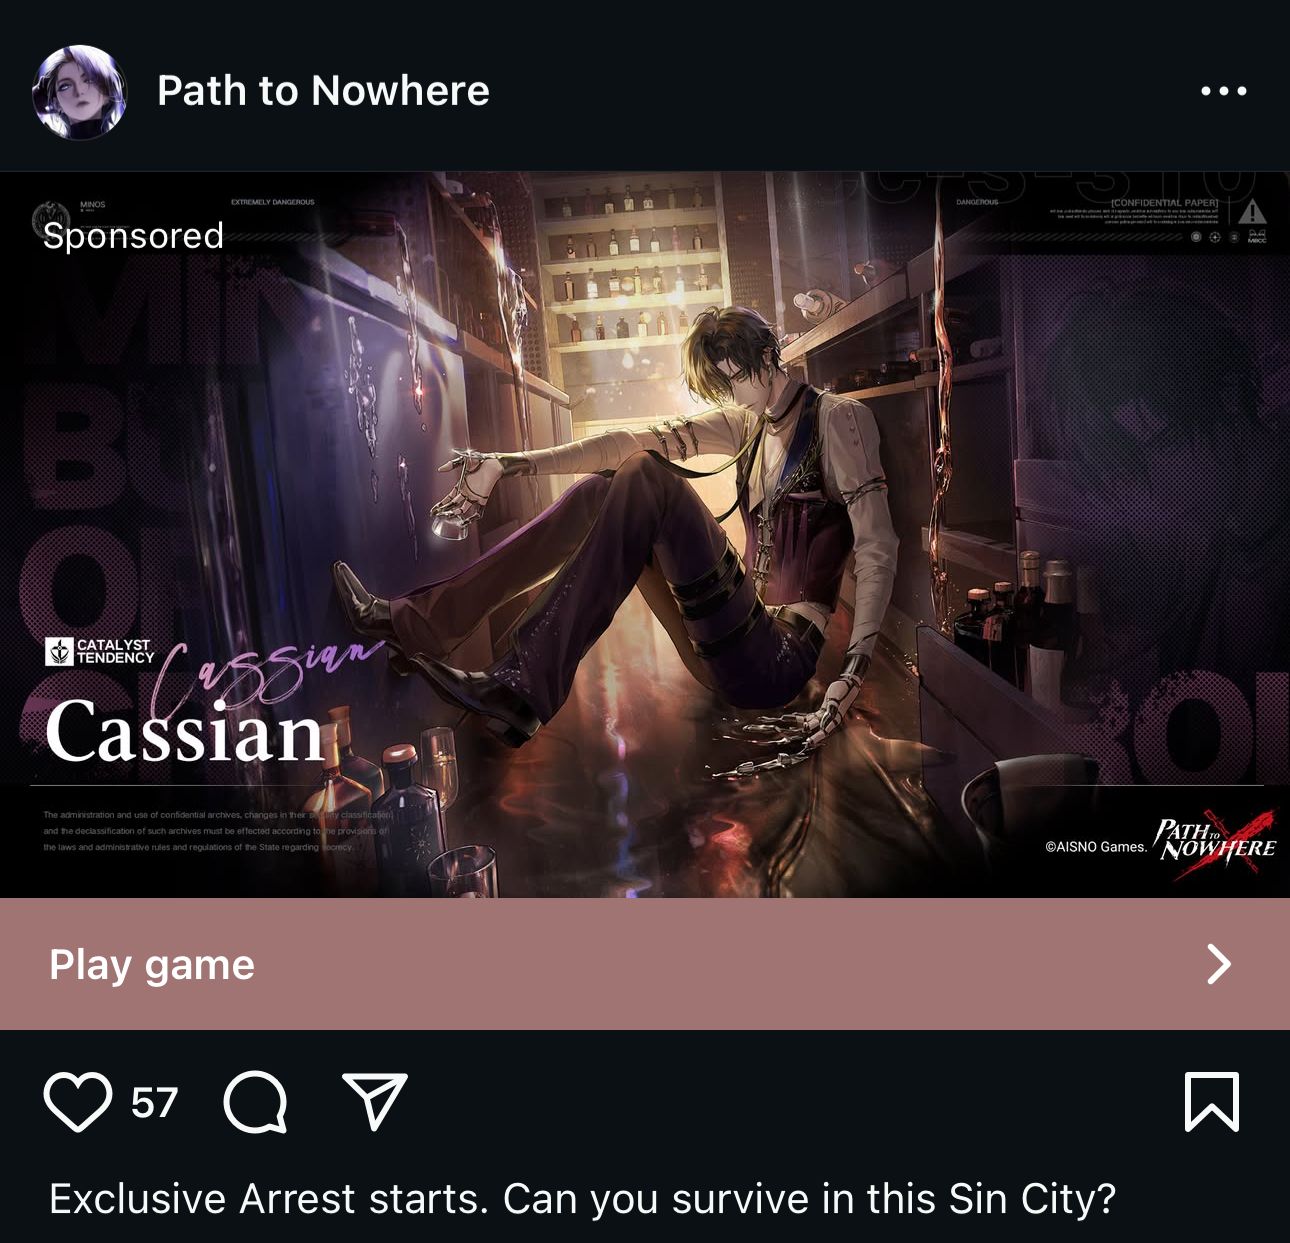 Path to Nowhere
Sponsored
MINOS
EXTREMELY DANGEROUS
DANGEROUS
[CONFIDENTIAL PAPER]
MBCC
CATALYST
TENDENCY
Cassian
Cassian
The administration and use of confidential archives, changes in their security classification,
and the declassification of such archives must be effected according to the provisions of
the laws and administrative rules and regulations of the State regarding secrecy.
©AISNO Games.
PATH TO
NOWHERE
Play game
57
Exclusive Arrest starts. Can you survive in this Sin City?